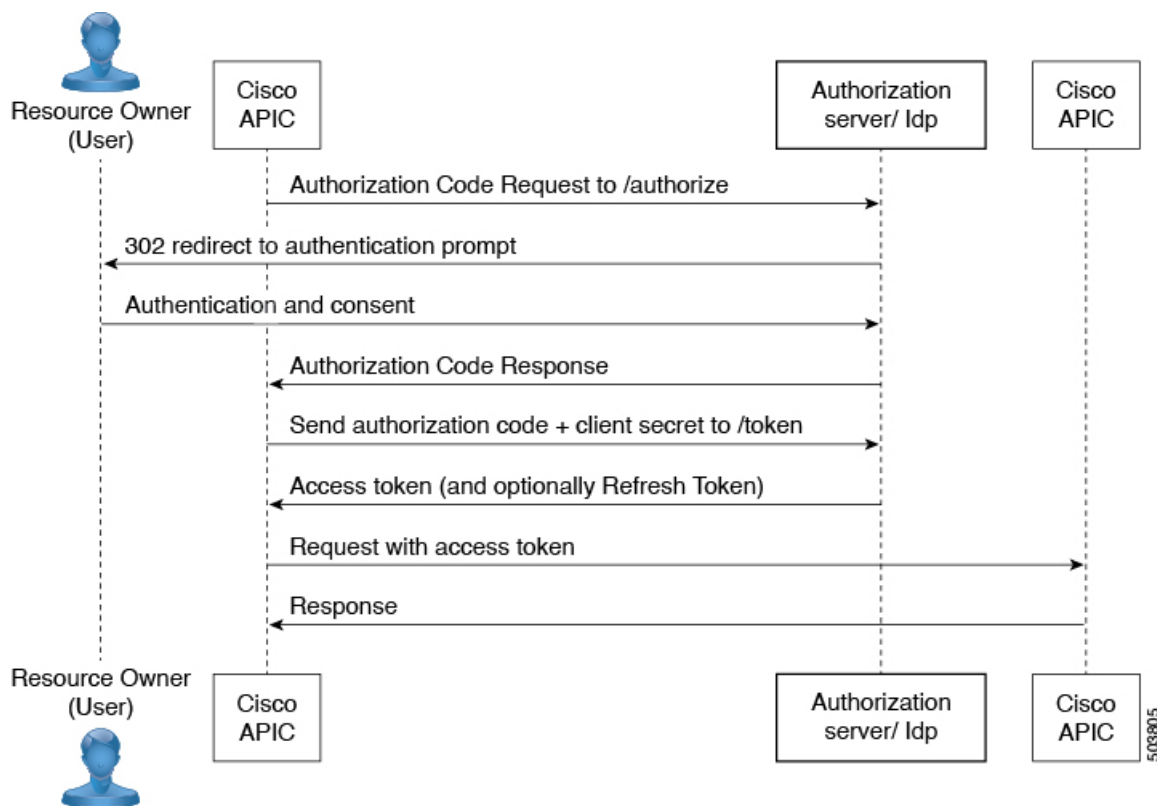 Resource Owner
(User)
Cisco
APIC
Authorization
server/ Idp
Cisco
APIC
Authorization Code Request to /authorize
302 redirect to authentication prompt
Authentication and consent
Authorization Code Response
Send authorization code + client secret to /token
Access token (and optionally Refresh Token)
Request with access token
Response
Resource Owner
(User)
Cisco
APIC
Authorization
server/ Idp
Cisco
APIC
503805